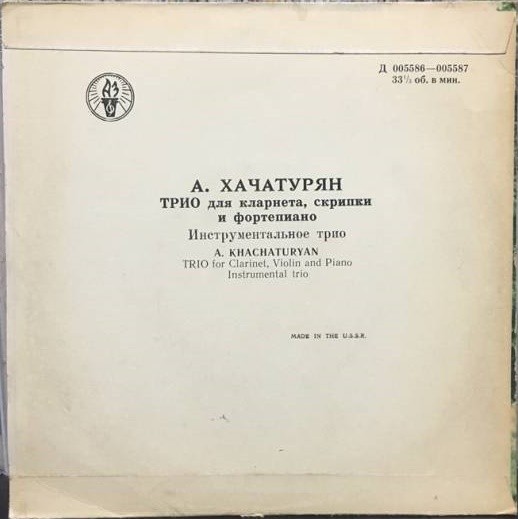 Д 005586—005587
33⅓ об. в мин.
АЗ
А. ХАЧАТУРЯН
ТРИО для кларнета, скрипки
и фортепиано
Инструментальное трио
A. KHACHATURYAN
TRIO for Clarinet, Violin and Piano
Instrumental trio
MADE IN THE U.S.S.R.